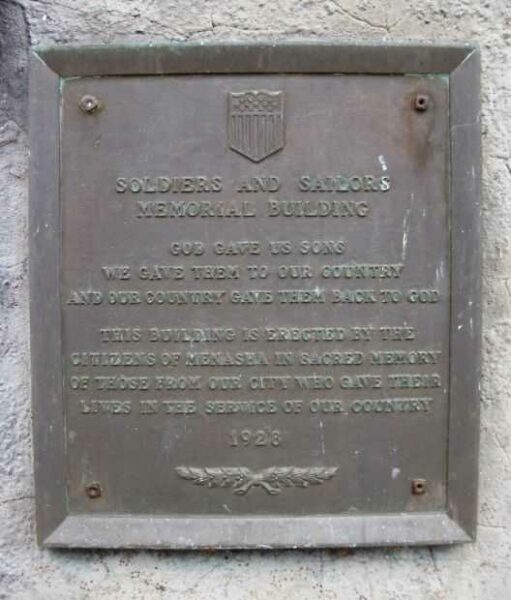 SOLDIERS AND SAILORS
MEMORIAL BUILDING
GOD GAVE US SONS
WE GAVE THEM TO OUR COUNTRY
AND OUR COUNTRY GAVE THEM BACK TO GOD
THIS BUILDING IS ERECTED BY THE
CITIZENS OF MENASHA IN SACRED MEMORY
OF THOSE FROM OUR CITY WHO GAVE THEIR
LIVES IN THE SERVICE OF OUR COUNTRY
1928